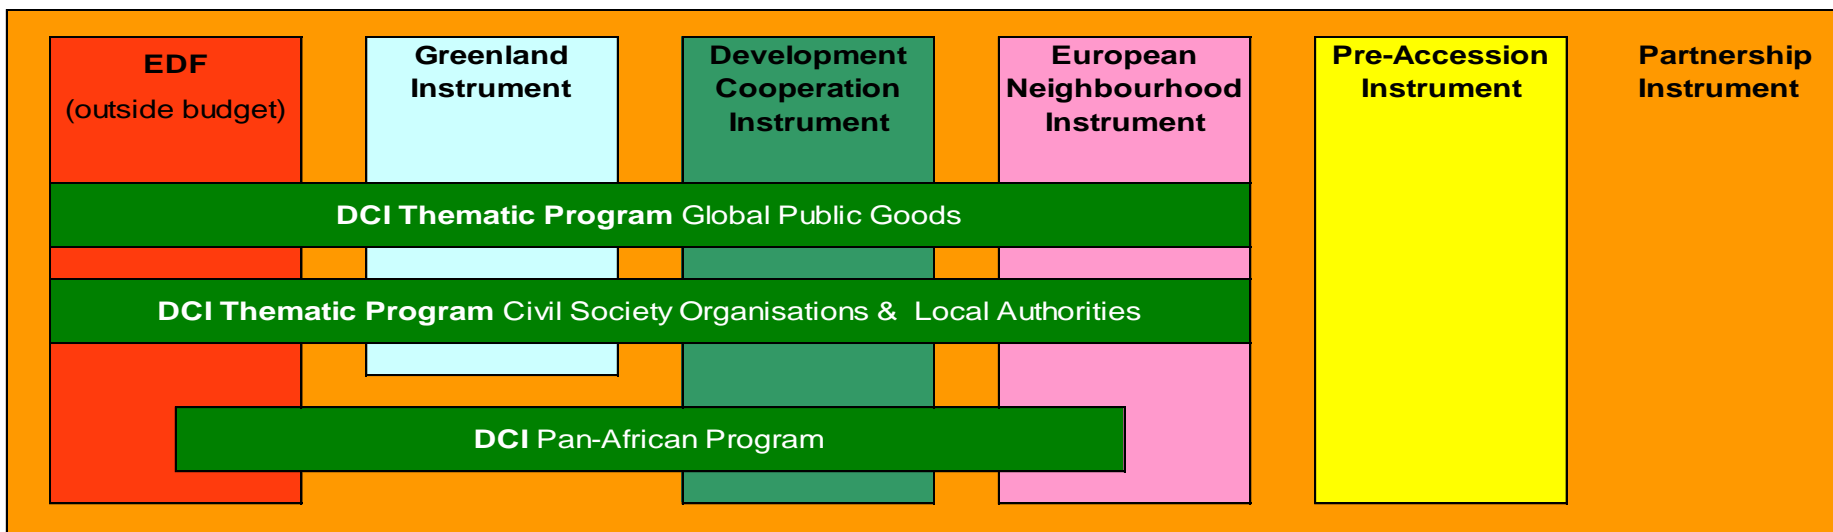 EDF
(outside budget)
Greenland
Instrument
Development
Cooperation
Instrument
European
Neighbourhood
Instrument
Pre-Accession
Instrument
Partnership
Instrument
DCI Thematic Program Global Public Goods
DCI Thematic Program Civil Society Organisations & Local Authorities
DCI Pan-African Program